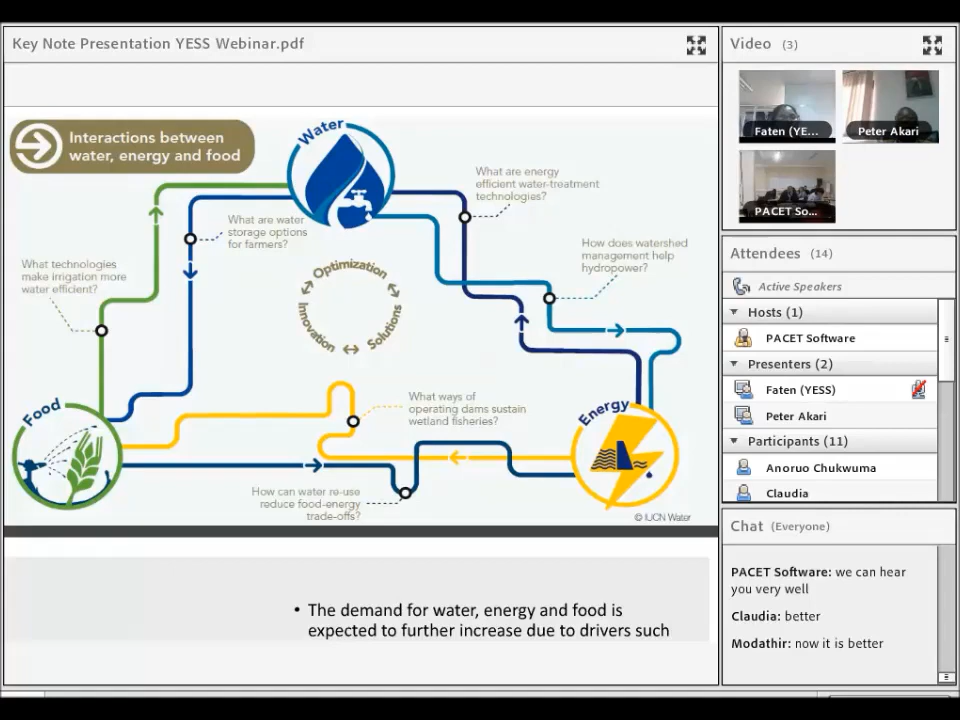 Key Note Presentation YESS Webinar.pdf
Interactions between
water, energy and food
Water
What are energy
efficient water-treatment
technologies?
What are water
storage options
for farmers?
How does watershed
management help
hydropower?
What technologies
make irrigation more
water efficient?
Optimization
Solutions
Innovation
What ways of
operating dams sustain
wetland fisheries?
Food
Energy
How can water re-use
reduce food-energy
trade-offs?
© IUCN Water
• The demand for water, energy and food is
expected to further increase due to drivers such
Video (3)
Faten (YE...
Peter Akari
PACET So...
Attendees (14)
Active Speakers
Hosts (1)
PACET Software
Presenters (2)
Faten (YESS)
Peter Akari
Participants (11)
Anoruo Chukwuma
Claudia
Chat (Everyone)
PACET Software: we can hear
you very well
Claudia: better
Modathir: now it is better